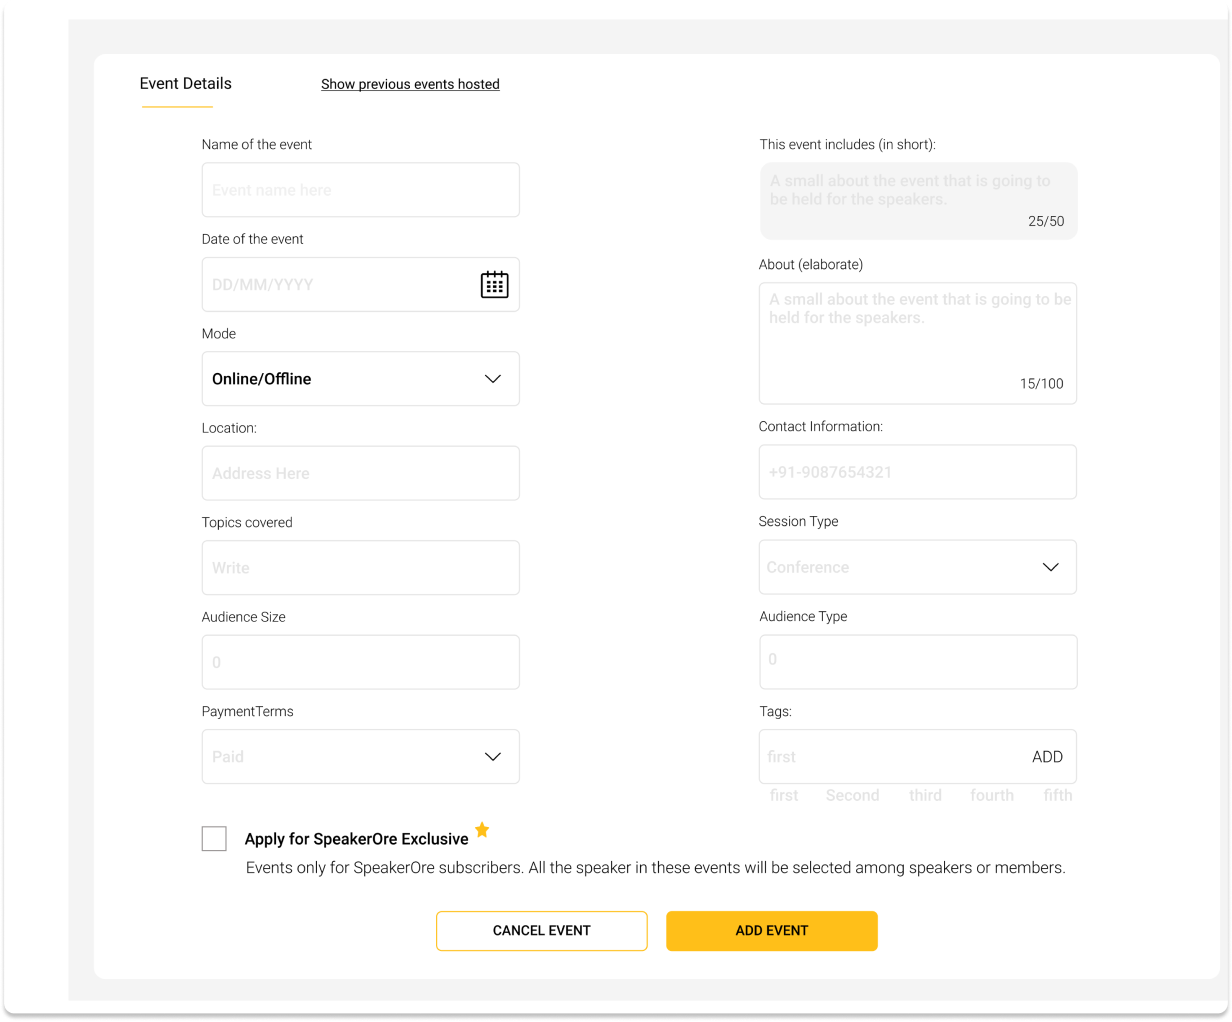 Event Details
Show previous events hosted
Name of the event
Event name here
Date of the event
DD/MM/YYYY
Mode
Online/Offline
Location:
Address Here
Topics covered
Write
Audience Size
0
PaymentTerms
Paid
This event includes (in short):
A small about the event that is going to
be held for the speakers.
25/50
About (elaborate)
A small about the event that is going to be
held for the speakers.
15/100
Contact Information:
+91-9087654321
Session Type
Conference
Audience Type
0
Tags:
first ADD
first Second third fourth fifth
Apply for SpeakerOre Exclusive
Events only for SpeakerOre subscribers. All the speaker in these events will be selected among speakers or members.
CANCEL EVENT
ADD EVENT